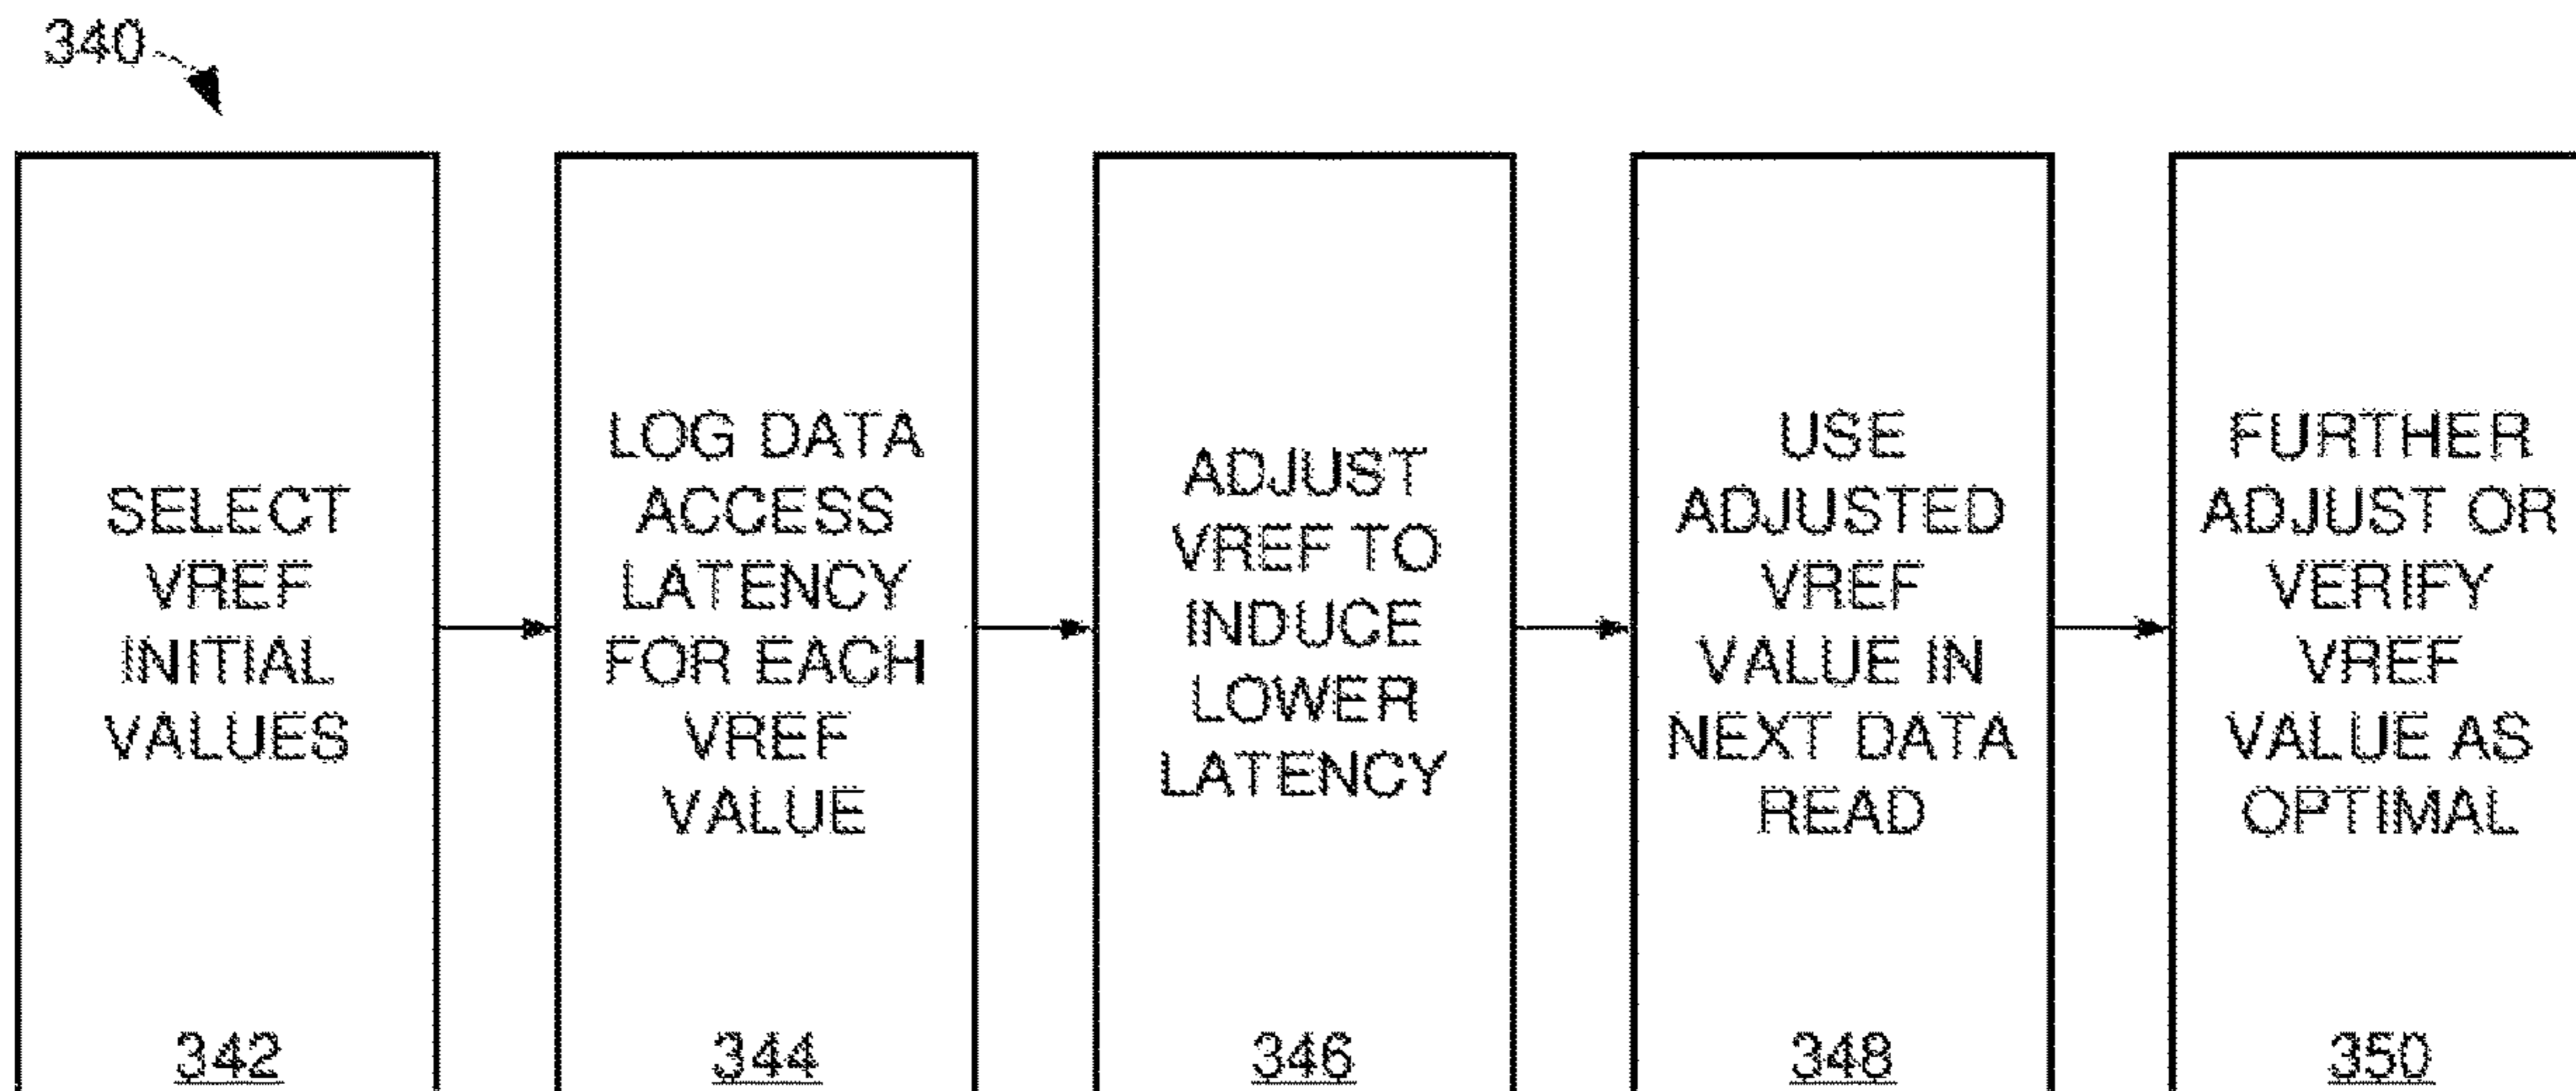 340
SELECT
VREF
INITIAL
VALUES
342
LOG DATA
ACCESS
LATENCY
FOR EACH
VREF
VALUE
344
ADJUST
VREF TO
INDUCE
LOWER
LATENCY
346
USE
ADJUSTED
VREF
VALUE IN
NEXT DATA
READ
348
FURTHER
ADJUST OR
VERIFY
VREF
VALUE AS
OPTIMAL
350